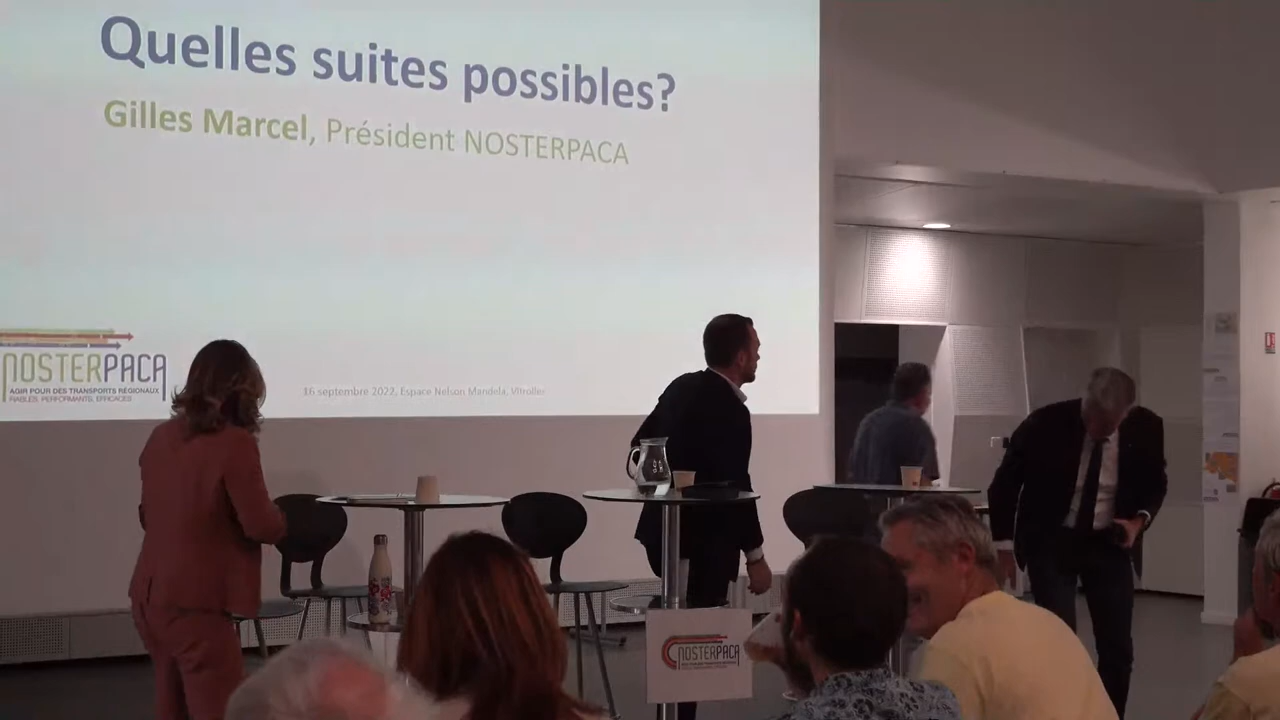 Quelles suites possibles?
Gilles Marcel, Président NOSTERPACA
NOSTERPACA
AGIR POUR DES TRANSPORTS RÉGIONAUX
FIABLES, PERFORMANTS, EFFICACES
16 septembre 2022, Espace Nelson Mandela, Vitrolles
NOSTERPACA